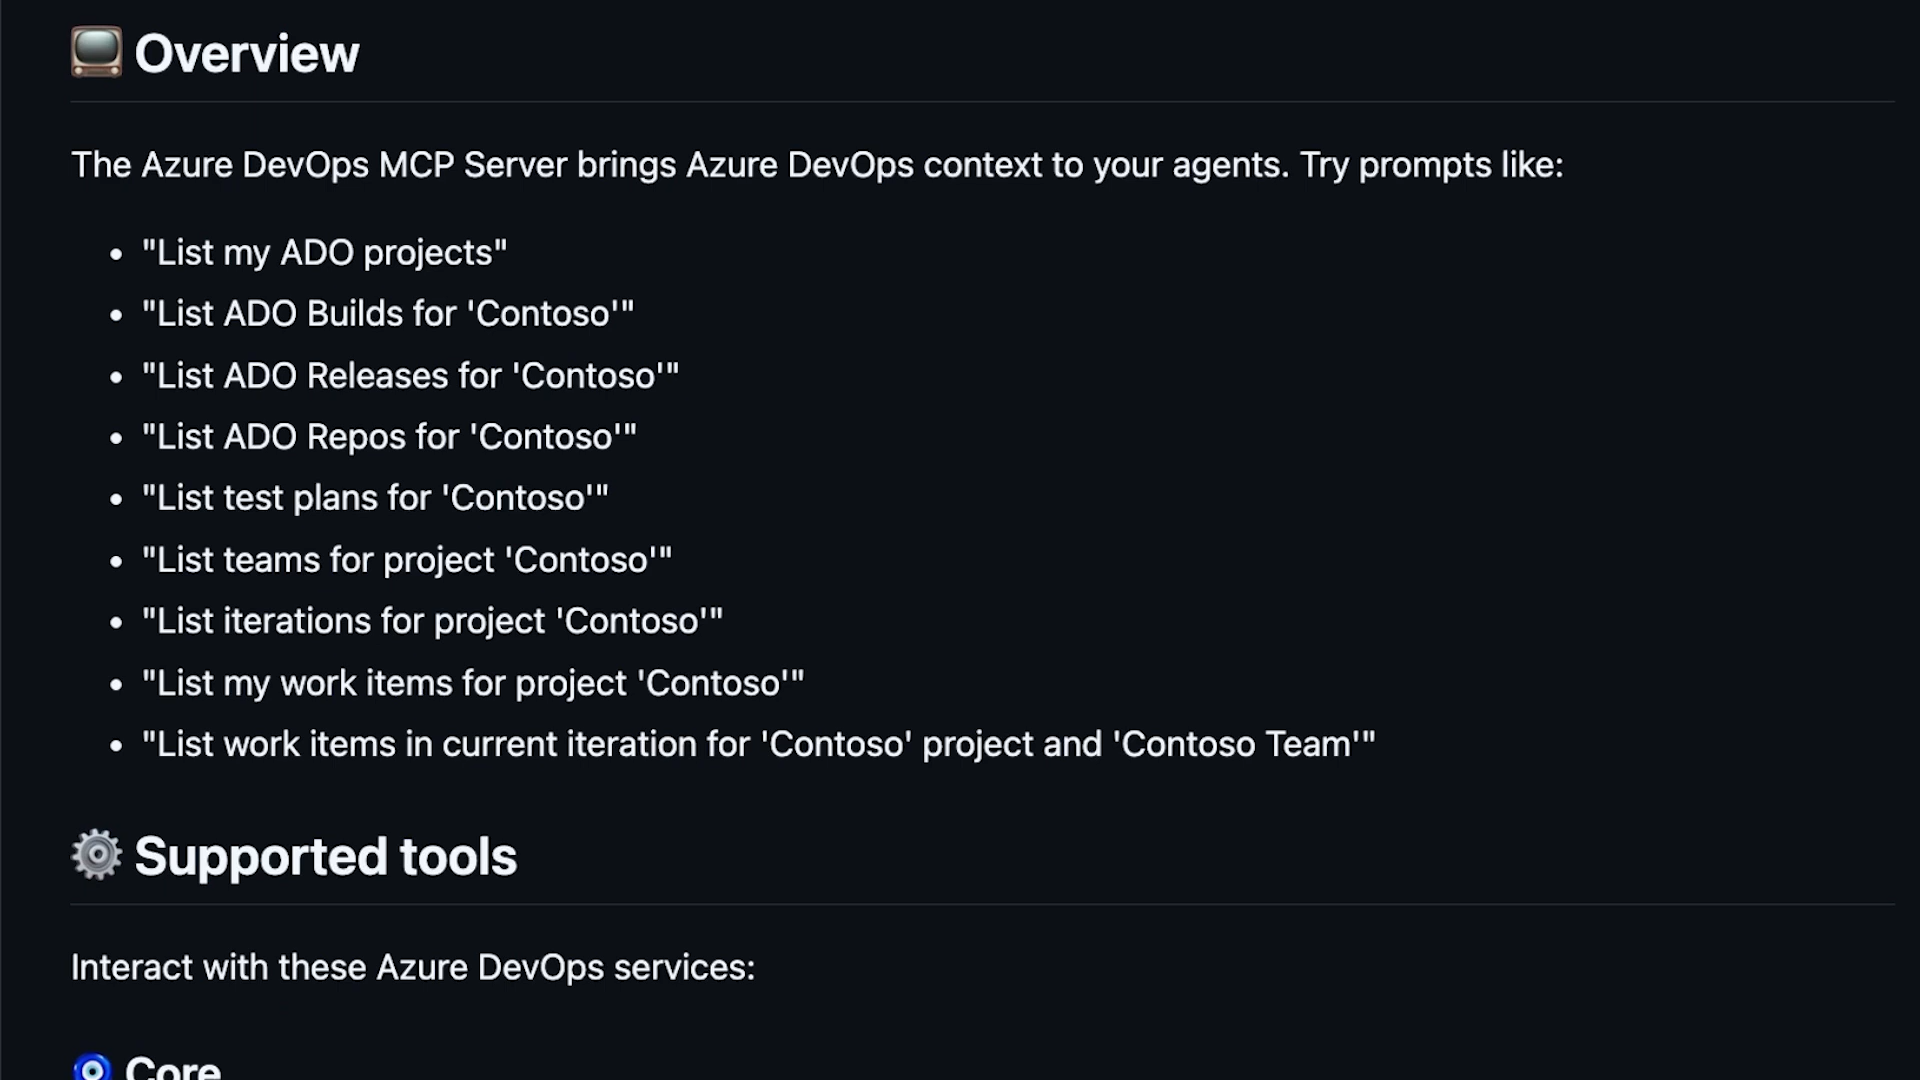 Overview
The Azure DevOps MCP Server brings Azure DevOps context to your agents. Try prompts like:
"List my ADO projects"
"List ADO Builds for 'Contoso'"
"List ADO Releases for 'Contoso'"
"List ADO Repos for 'Contoso'"
"List test plans for 'Contoso'"
"List teams for project 'Contoso'"
"List iterations for project 'Contoso'"
"List my work items for project 'Contoso'"
"List work items in current iteration for 'Contoso' project and 'Contoso Team'"
Supported tools
Interact with these Azure DevOps services:
Core